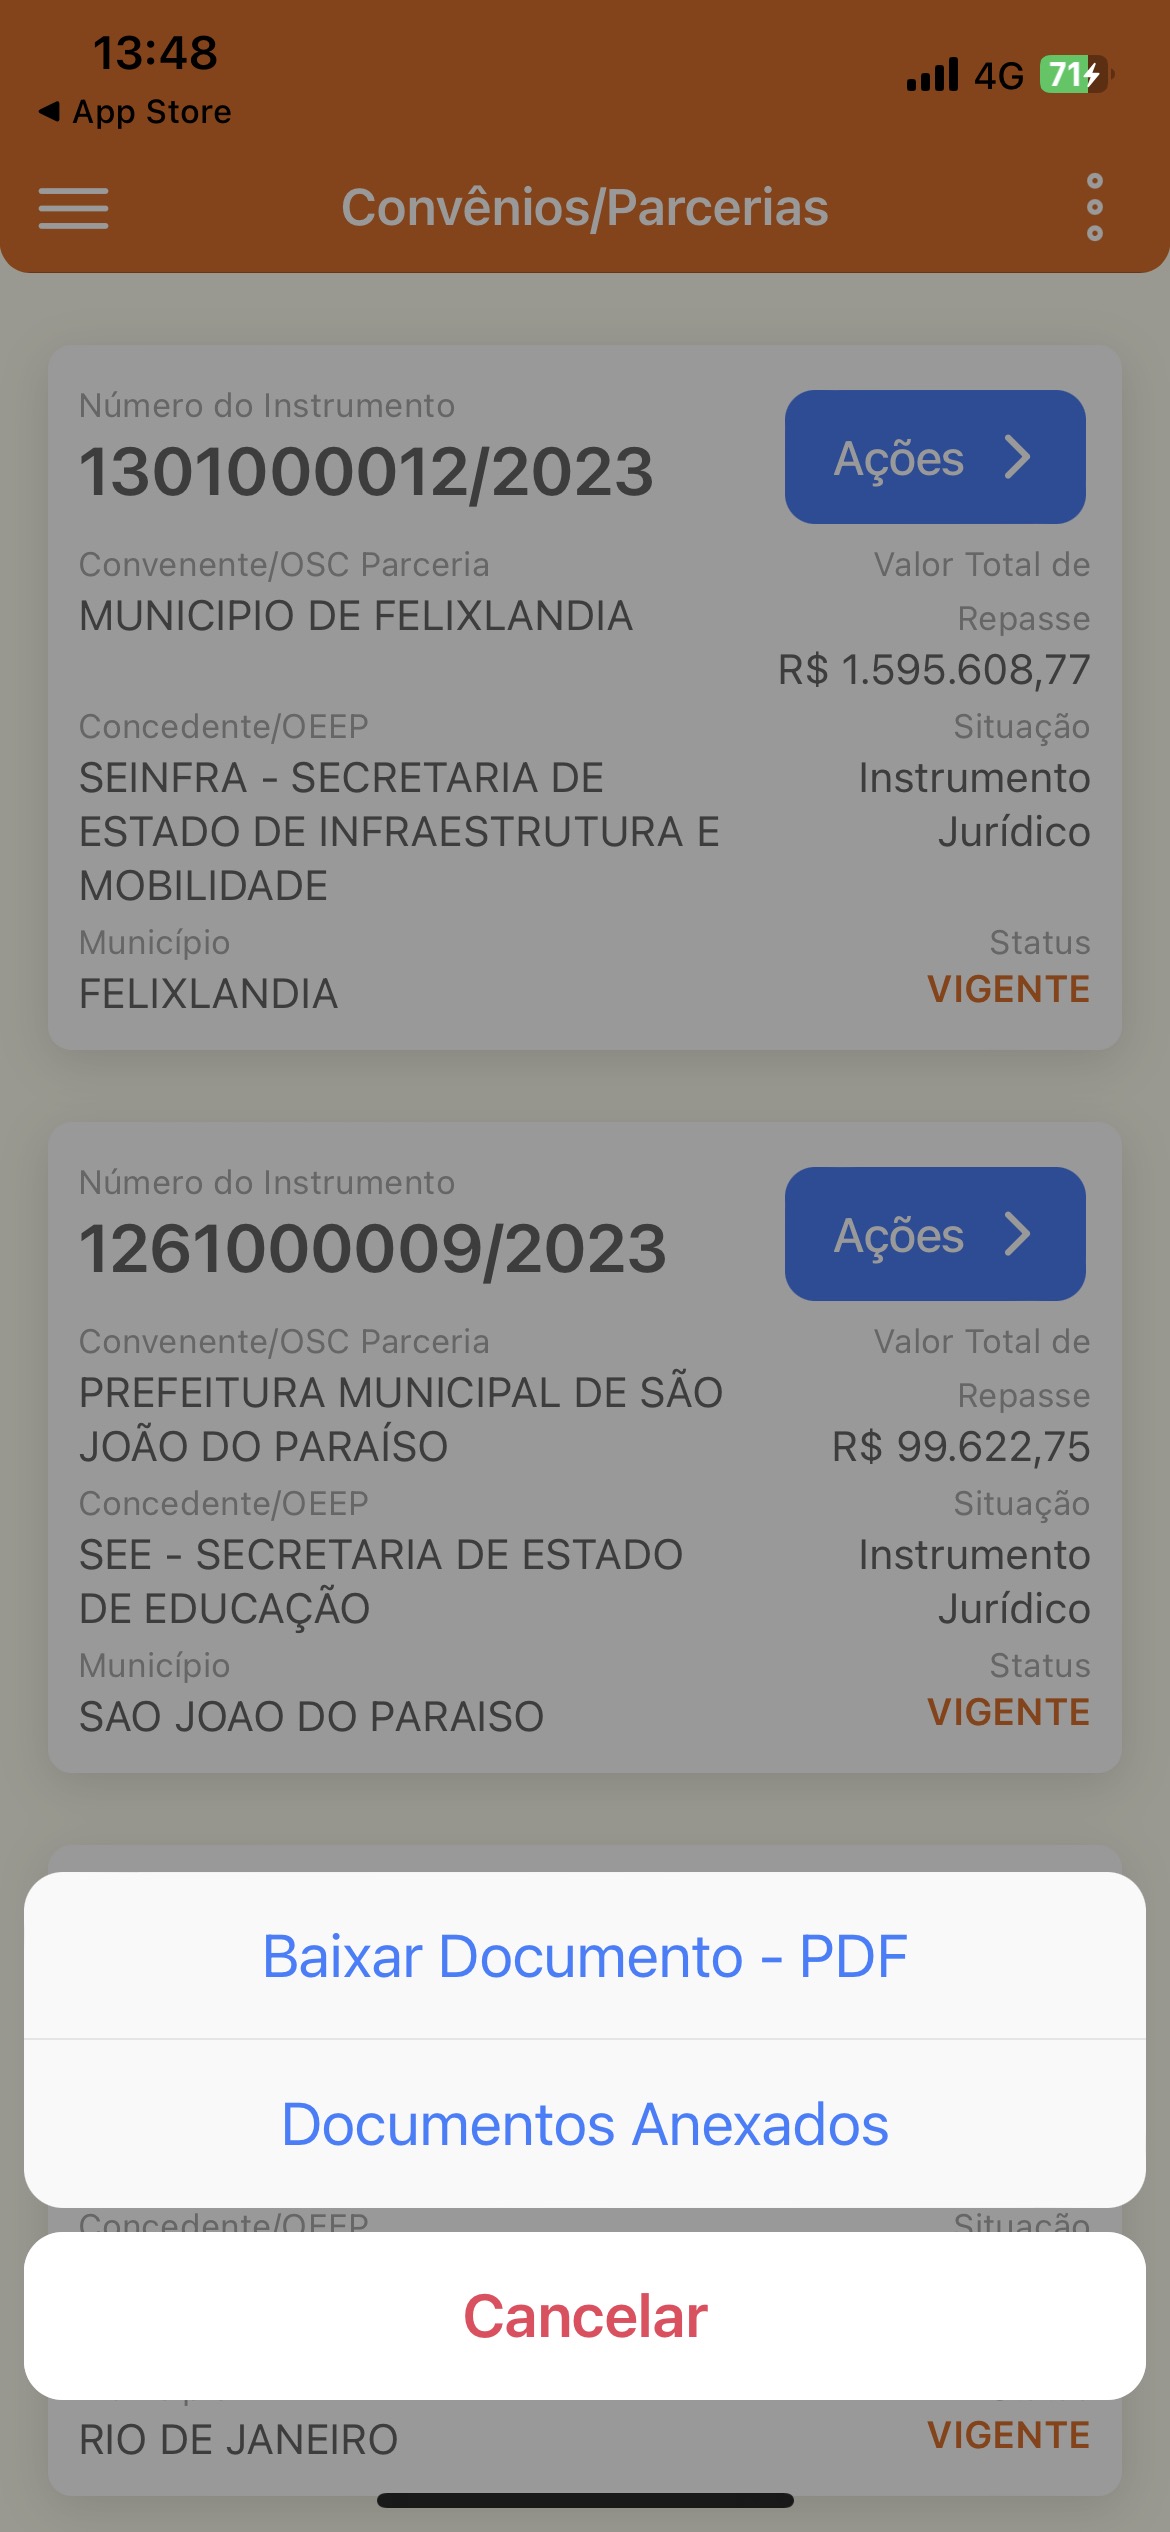 13:48
4G
71
App Store
Convênios/Parcerias
Número do Instrumento
1301000012/2023
Ações
Convenente/OSC Parceria
MUNICIPIO DE FELIXLANDIA
Valor Total de
Repasse
R$ 1.595.608,77
Concedente/OEEP
SEINFRA - SECRETARIA DE
ESTADO DE INFRAESTRUTURA E
MOBILIDADE
Situação
Instrumento
Jurídico
Município
FELIXLANDIA
Status
VIGENTE
Número do Instrumento
1261000009/2023
Ações
Convenente/OSC Parceria
PREFEITURA MUNICIPAL DE SÃO
JOÃO DO PARAÍSO
Valor Total de
Repasse
R$ 99.622,75
Concedente/OEEP
SEE - SECRETARIA DE ESTADO
DE EDUCAÇÃO
Situação
Instrumento
Jurídico
Município
SAO JOAO DO PARAISO
Status
VIGENTE
Baixar Documento - PDF
Documentos Anexados
Concedente/OEEP
Situação
Cancelar
RIO DE JANEIRO
VIGENTE